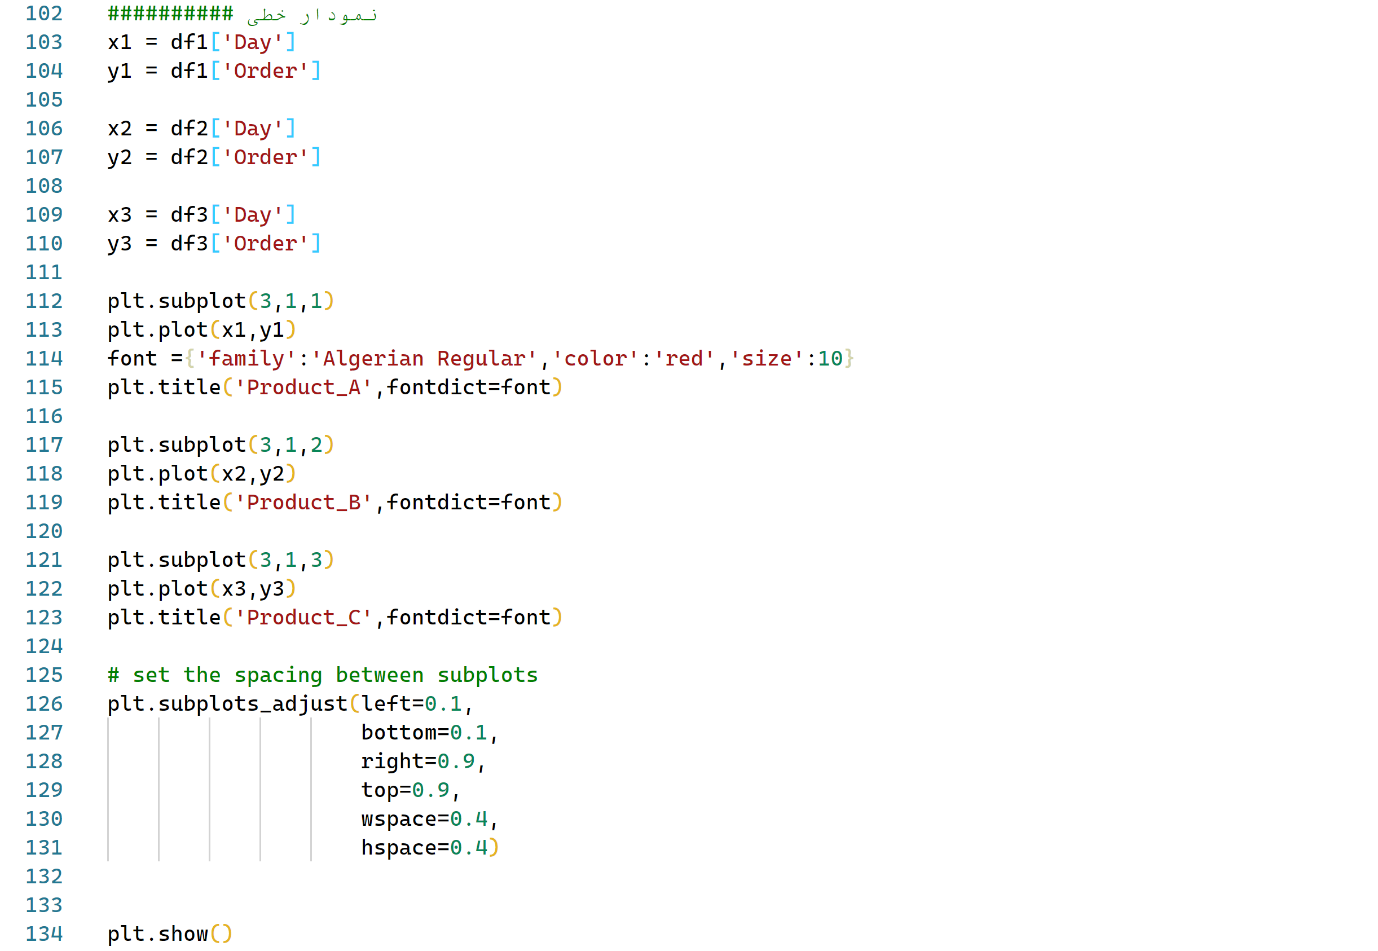 102 ########## نمودار خطی
103 x1 = df1['Day']
104 y1 = df1['Order']
105
106 x2 = df2['Day']
107 y2 = df2['Order']
108
109 x3 = df3['Day']
110 y3 = df3['Order']
111
112 plt.subplot(3,1,1)
113 plt.plot(x1,y1)
114 font ={'family':'Algerian Regular','color':'red','size':10}
115 plt.title('Product_A',fontdict=font)
116
117 plt.subplot(3,1,2)
118 plt.plot(x2,y2)
119 plt.title('Product_B',fontdict=font)
120
121 plt.subplot(3,1,3)
122 plt.plot(x3,y3)
123 plt.title('Product_C',fontdict=font)
124
125 # set the spacing between subplots
126 plt.subplots_adjust(left=0.1,
127                     bottom=0.1,
128                     right=0.9,
129                     top=0.9,
130                     wspace=0.4,
131                     hspace=0.4)
132
133
134 plt.show()